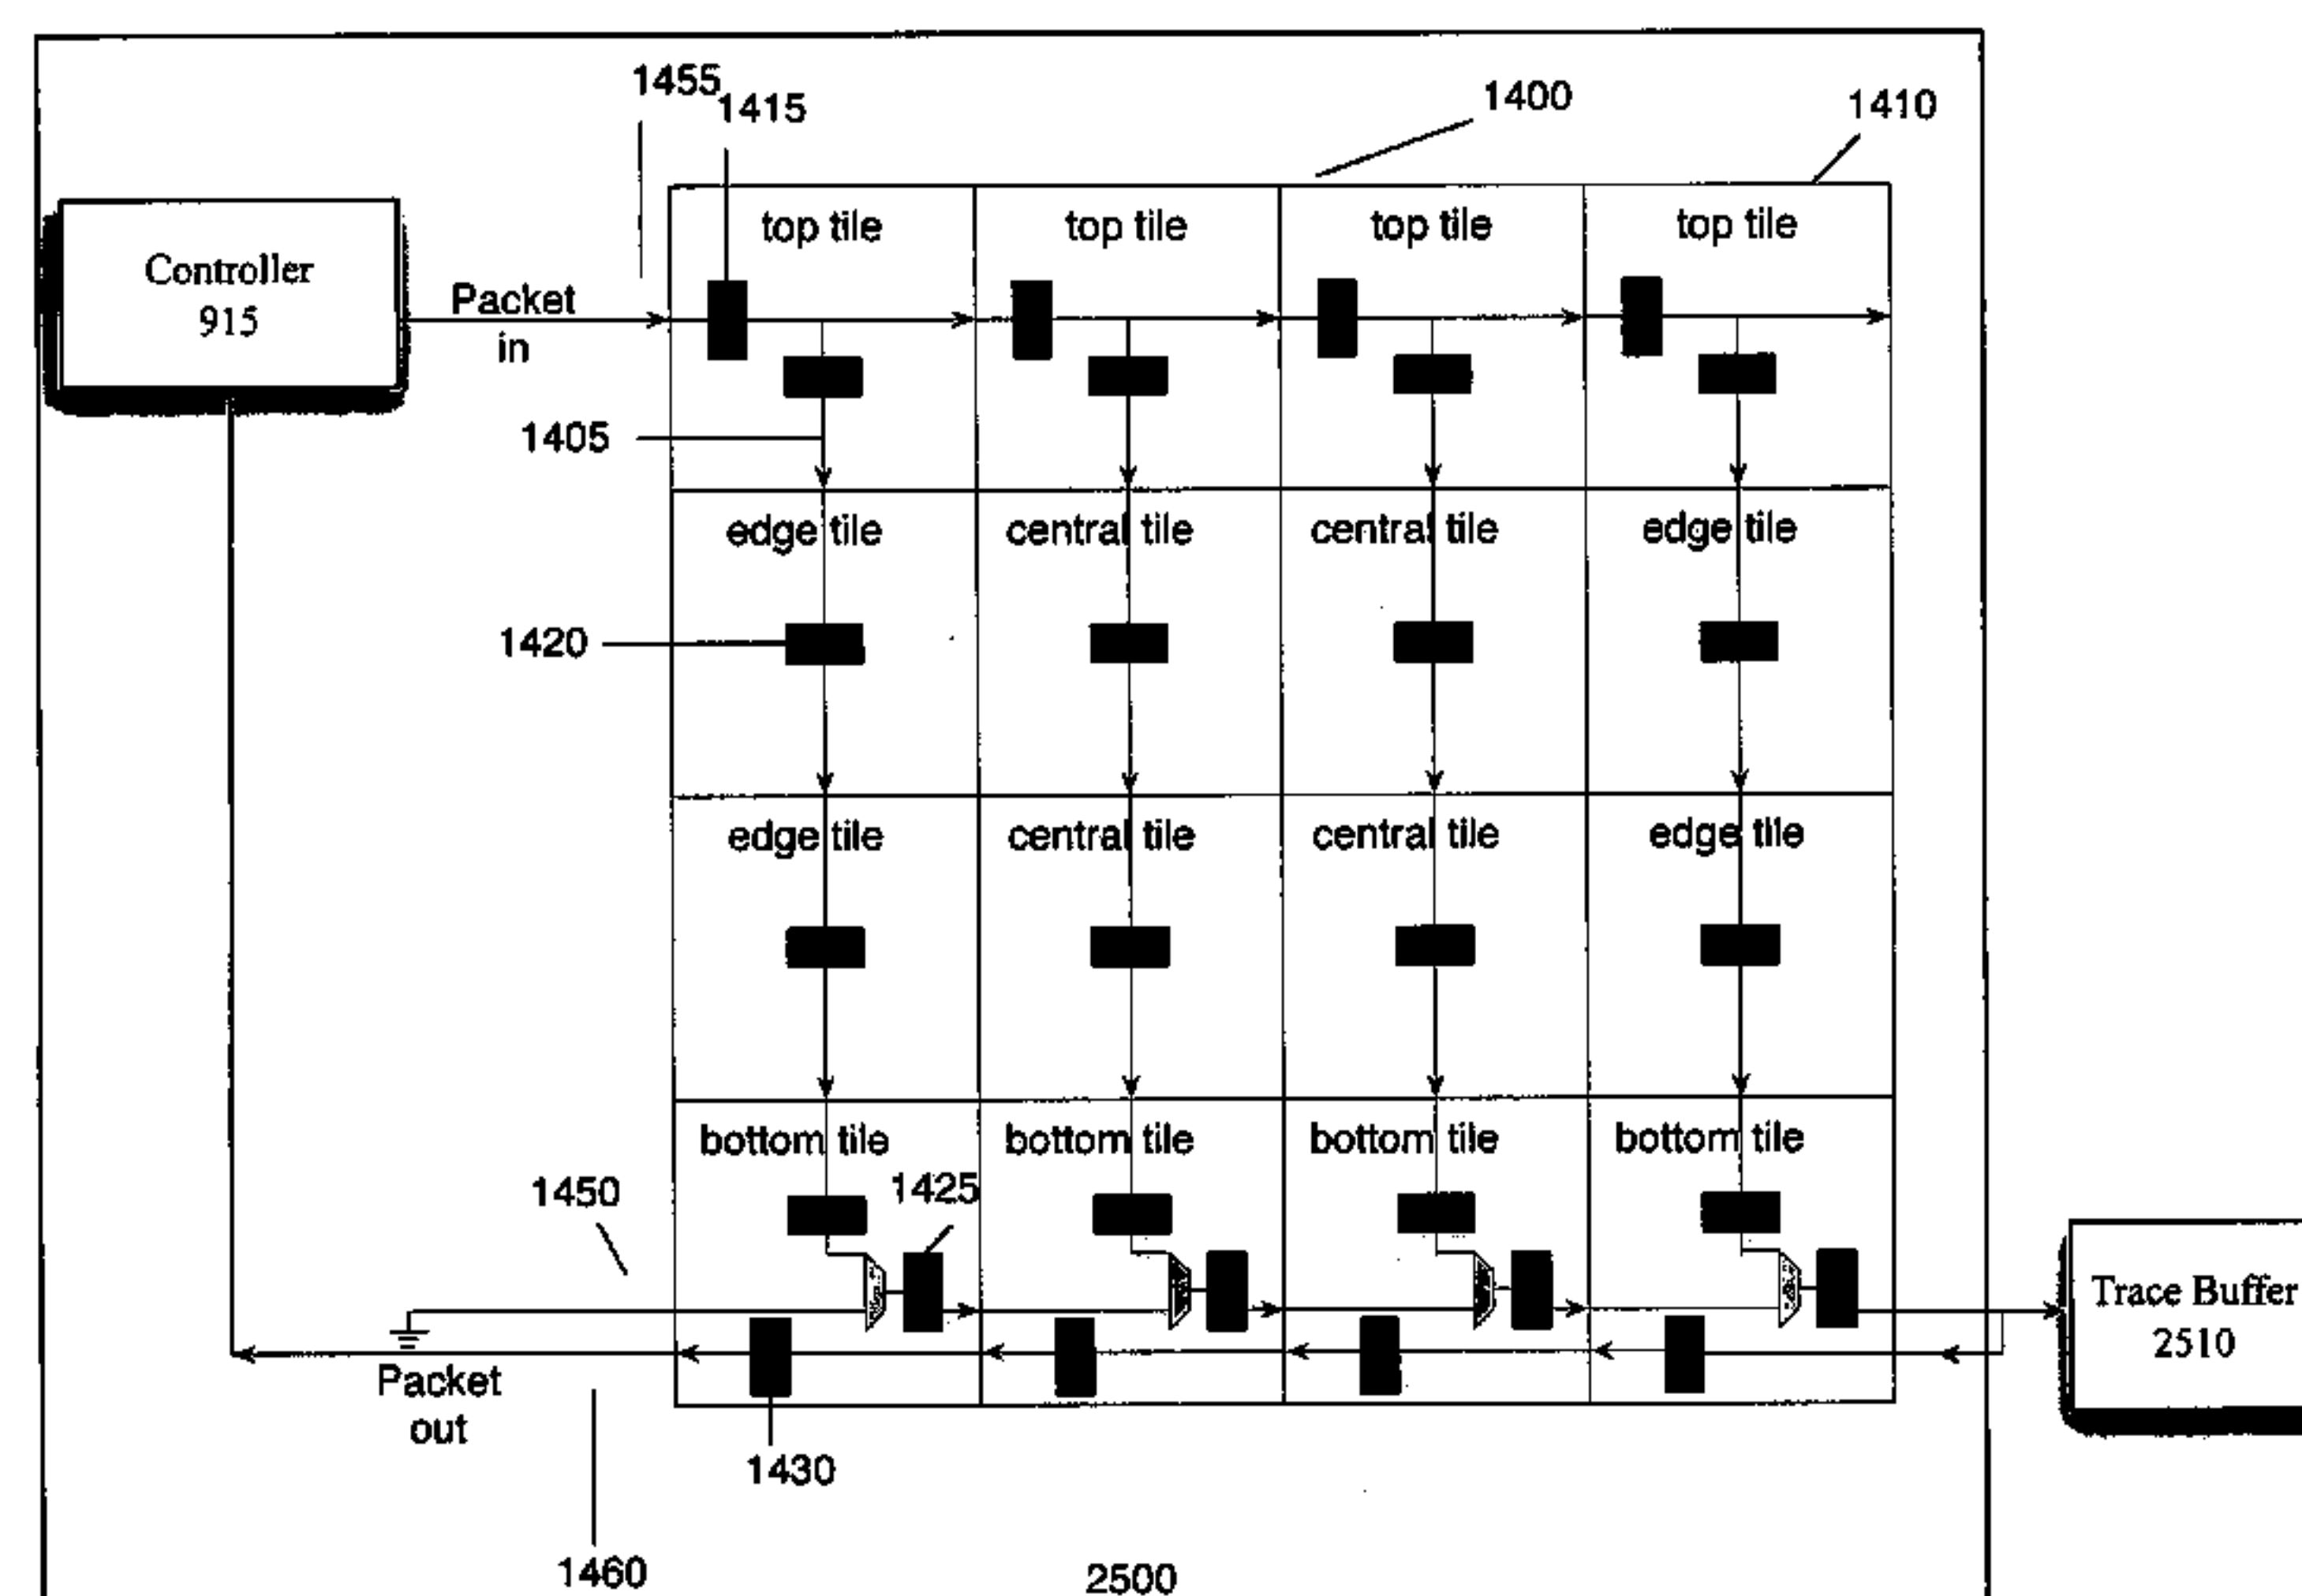 1455
1415
1400
1410
top tile
top tile
top tile
top tile
Controller
915
Packet
in
1405
edge tile
central tile
central tile
edge tile
1420
edge tile
central tile
central tile
edge tile
bottom tile
bottom tile
bottom tile
bottom tile
1450
1425
Trace Buffer
2510
Packet
out
1430
1460
2500